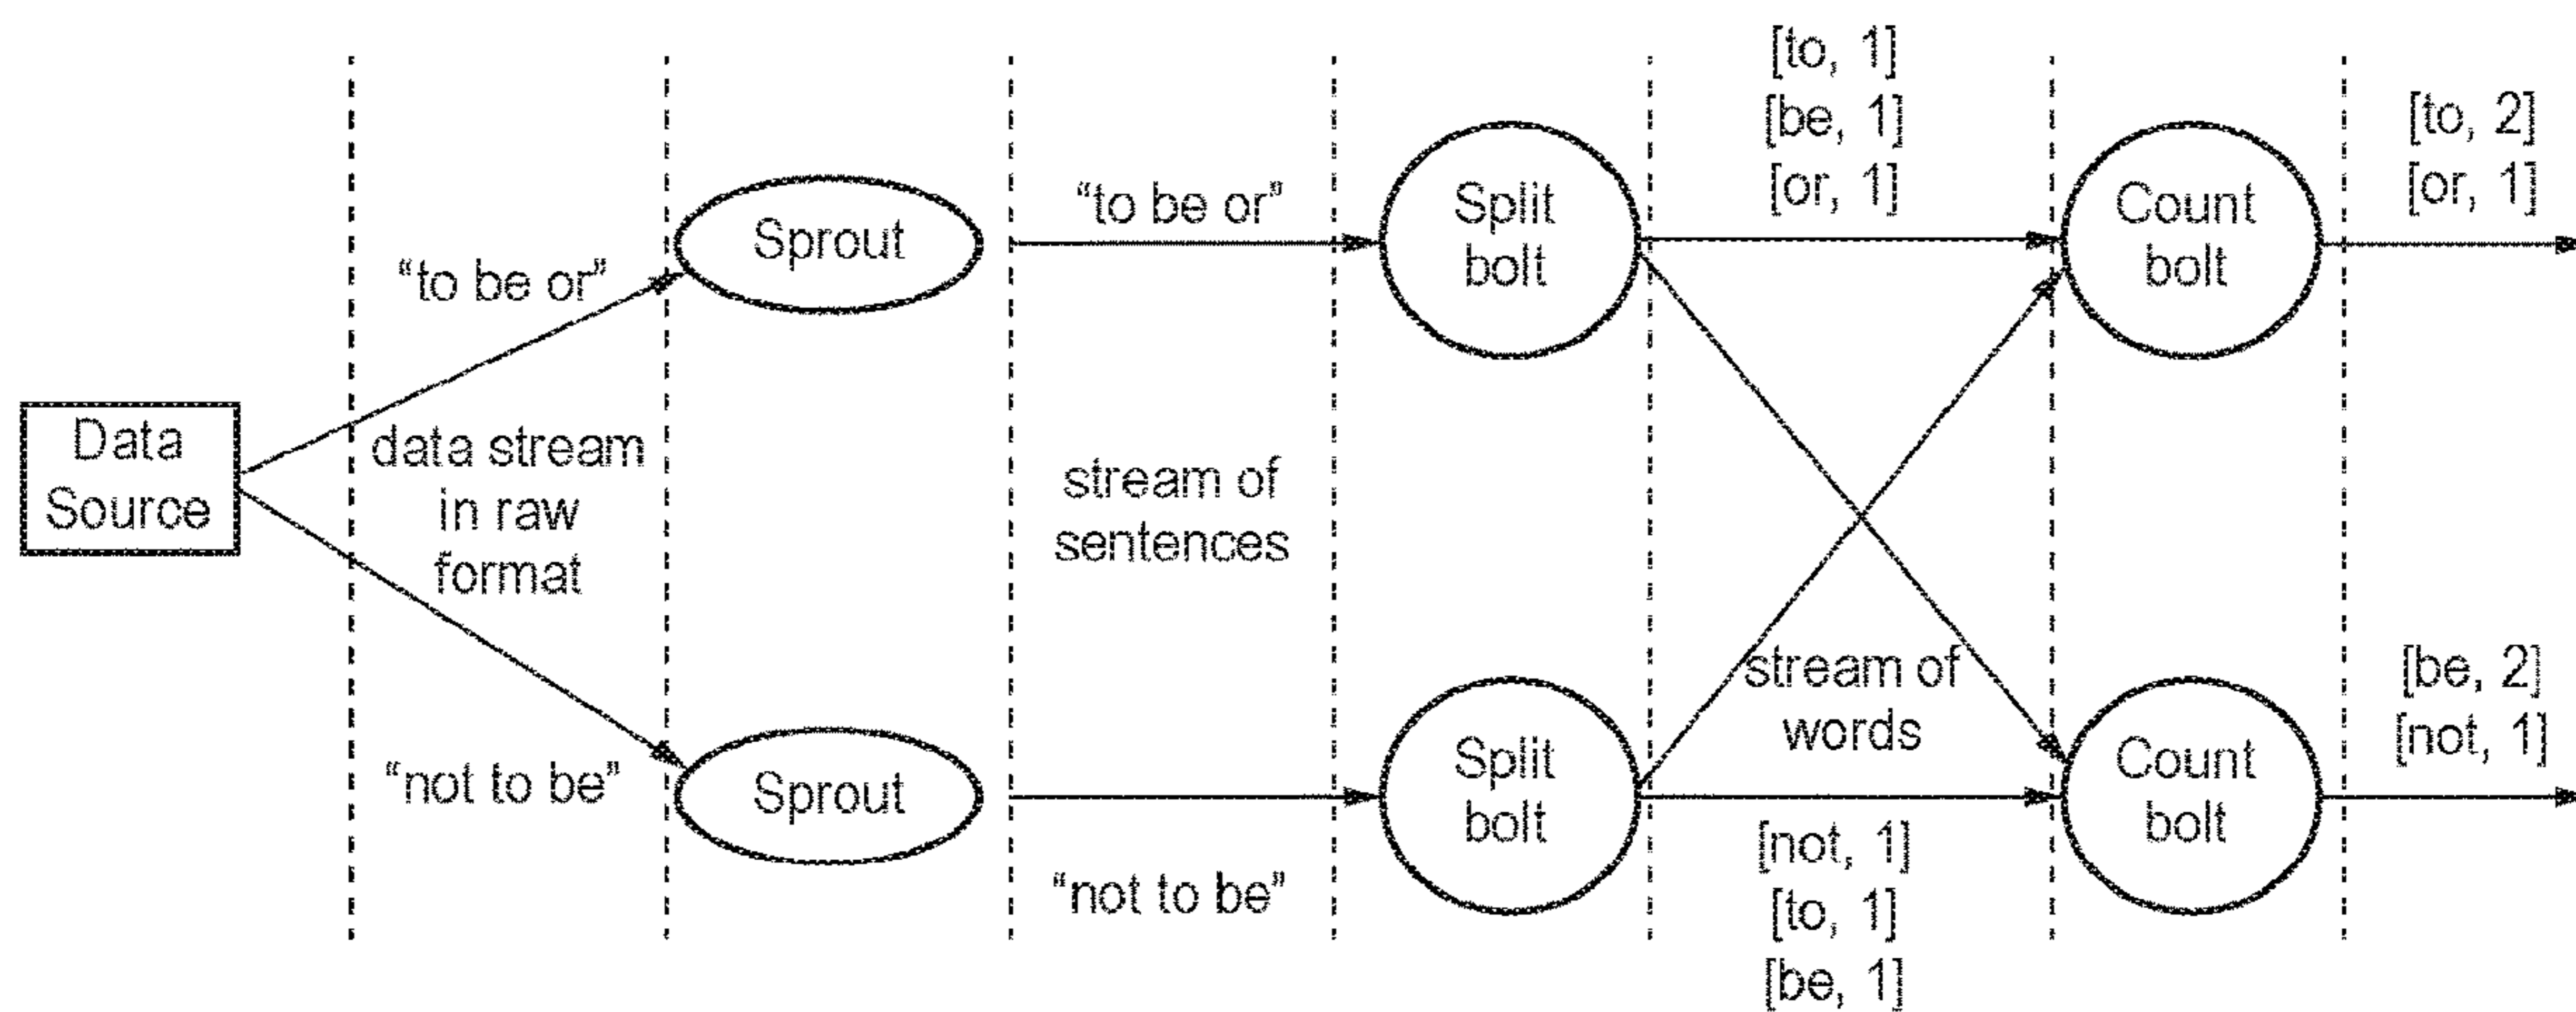 Data
Source
“to be or”
data stream
in raw
format
“not to be”
Sprout
Sprout
“to be or”
stream of
sentences
“not to be”
Split
bolt
Split
bolt
[to, 1]
[be, 1]
[or, 1]
stream of
words
[not, 1]
[to, 1]
[be, 1]
Count
bolt
Count
bolt
[to, 2]
[or, 1]
[be, 2]
[not, 1]